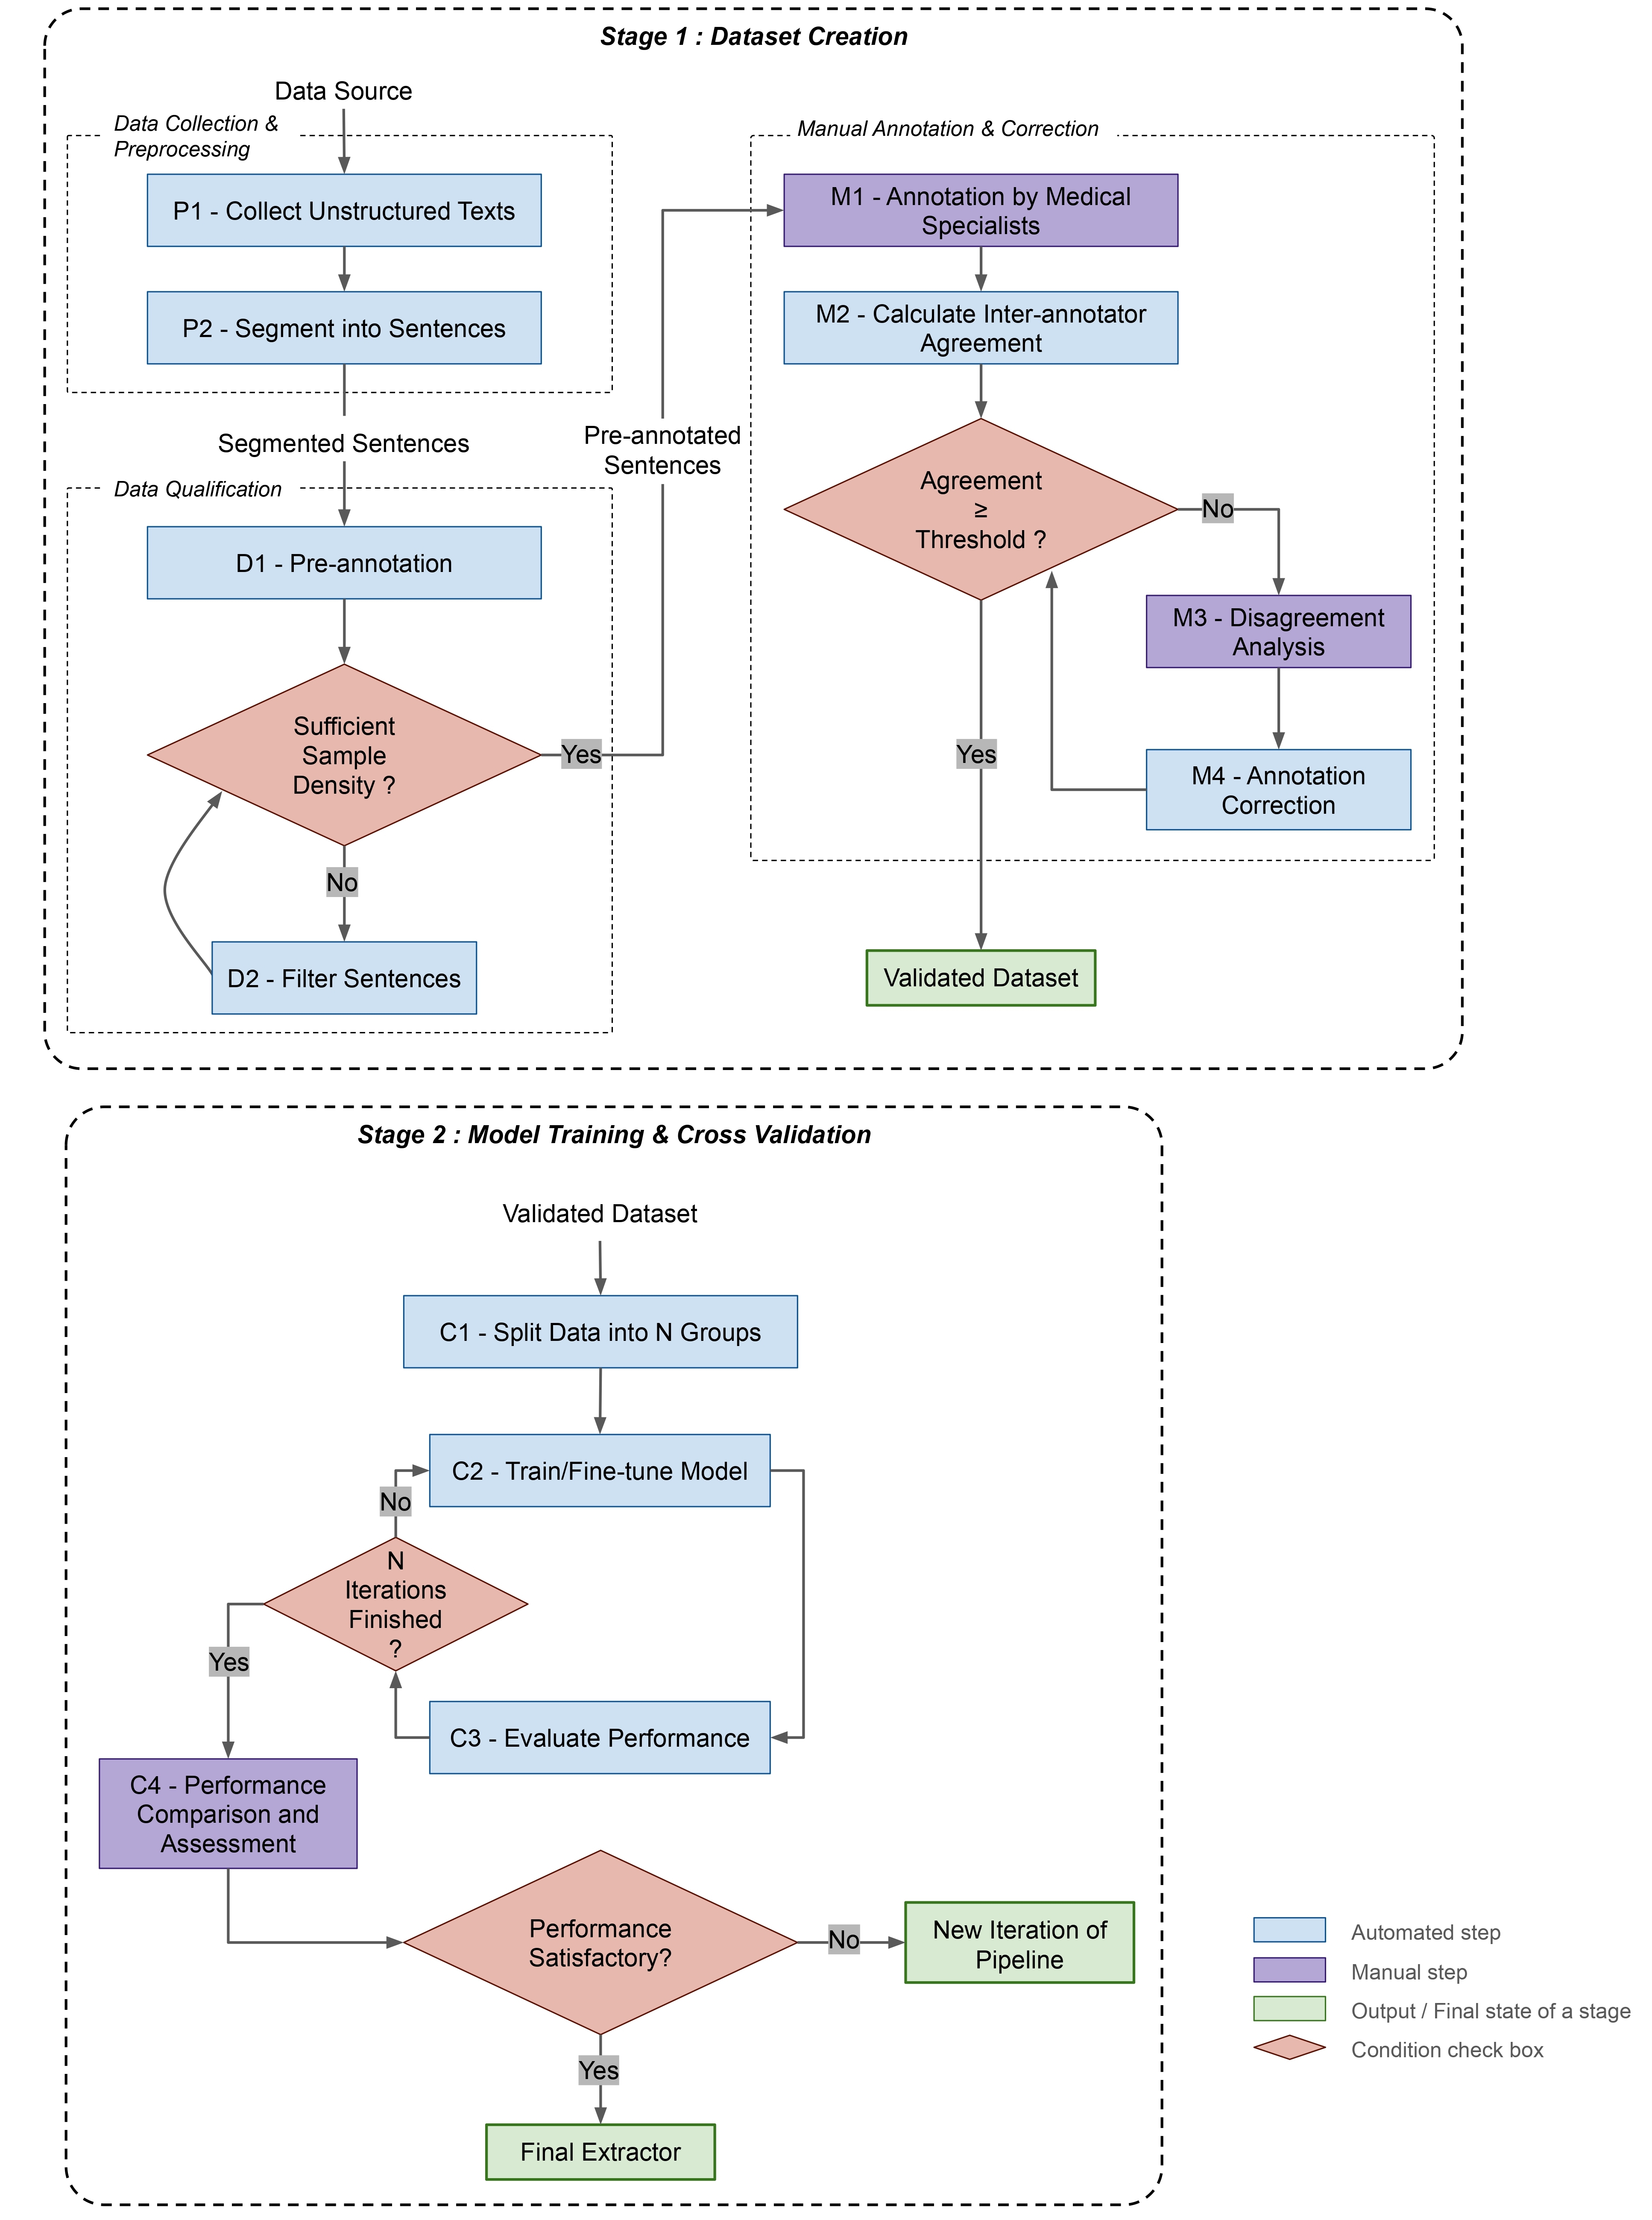 Stage 1 : Dataset Creation
Data Source
Data Collection &
Preprocessing
P1 - Collect Unstructured Texts
P2 - Segment into Sentences
Segmented Sentences
Data Qualification
D1 - Pre-annotation
Sufficient
Sample
Density ?
Yes
No
D2 - Filter Sentences
Pre-annotated
Sentences
Manual Annotation & Correction
M1 - Annotation by Medical
Specialists
M2 - Calculate Inter-annotator
Agreement
Agreement
≥
Threshold ?
No
M3 - Disagreement
Analysis
M4 - Annotation
Correction
Yes
Validated Dataset
Stage 2 : Model Training & Cross Validation
Validated Dataset
C1 - Split Data into N Groups
C2 - Train/Fine-tune Model
No
N
Iterations
Finished
?
Yes
C3 - Evaluate Performance
C4 - Performance
Comparison and
Assessment
Performance
Satisfactory?
No
New Iteration of
Pipeline
Yes
Final Extractor
Automated step
Manual step
Output / Final state of a stage
Condition check box